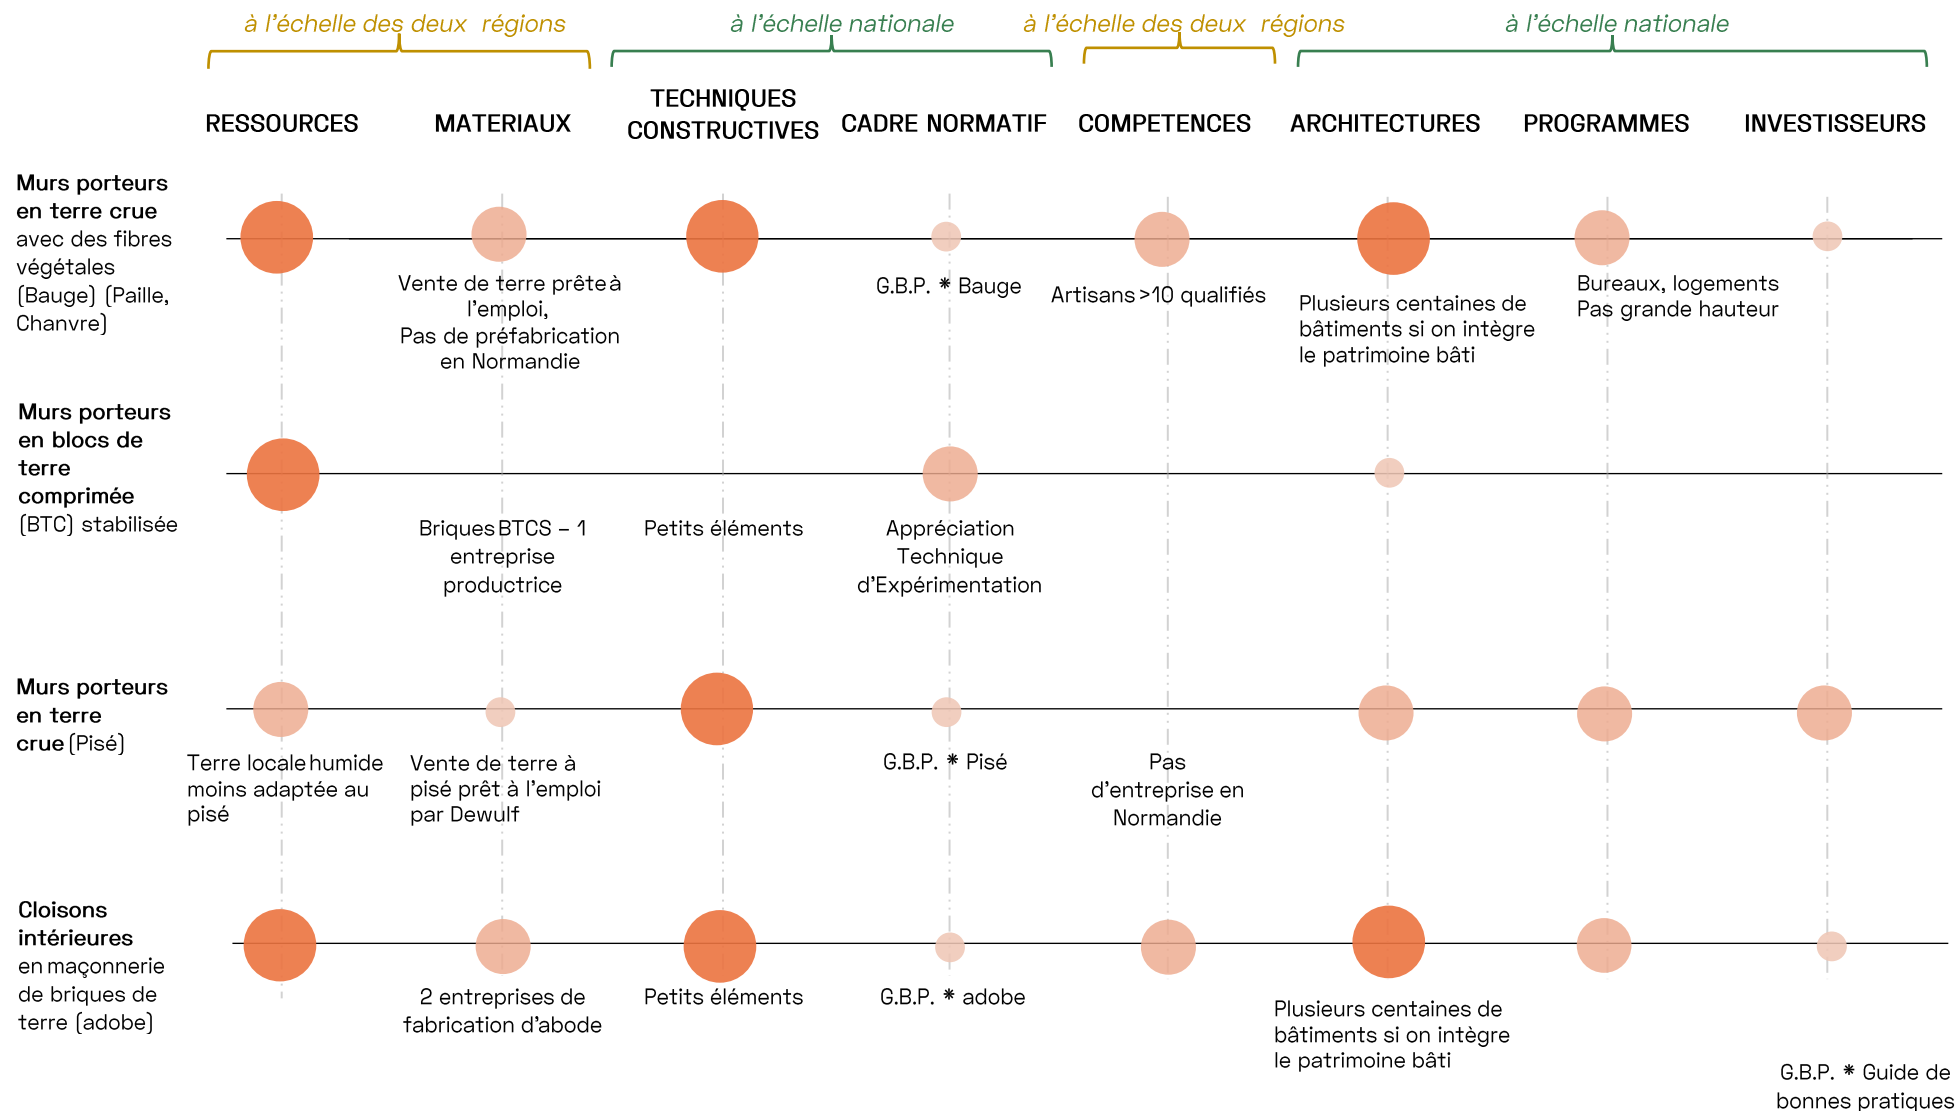 à l'échelle des deux régions
à l'échelle nationale
à l'échelle des deux régions
à l'échelle nationale
RESSOURCES
MATERIAUX
TECHNIQUES
CONSTRUCTIVES
CADRE NORMATIF
COMPETENCES
ARCHITECTURES
PROGRAMMES
INVESTISSEURS
Murs porteurs
en terre crue
avec des fibres
végétales
(Bauge) (Paille,
Chanvre)
Vente de terre prête à
l'emploi,
Pas de préfabrication
en Normandie
G.B.P. * Bauge
Artisans >10 qualifiés
Plusieurs centaines de
bâtiments si on intègre
le patrimoine bâti
Bureaux, logements
Pas grande hauteur
Murs porteurs
en blocs de
terre
comprimée
(BTC) stabilisée
Briques BTCS – 1
entreprise
productrice
Petits éléments
Appréciation
Technique
d'Expérimentation
Murs porteurs
en terre
crue (Pisé)
Terre locale humide
moins adaptée au
pisé
Vente de terre à
pisé prêt à l'emploi
par Dewulf
G.B.P. * Pisé
Pas
d'entreprise en
Normandie
Cloisons
intérieures
en maçonnerie
de briques de
terre (adobe)
2 entreprises de
fabrication d'abode
Petits éléments
G.B.P. * adobe
Plusieurs centaines de
bâtiments si on intègre
le patrimoine bâti
G.B.P. * Guide de
bonnes pratiques